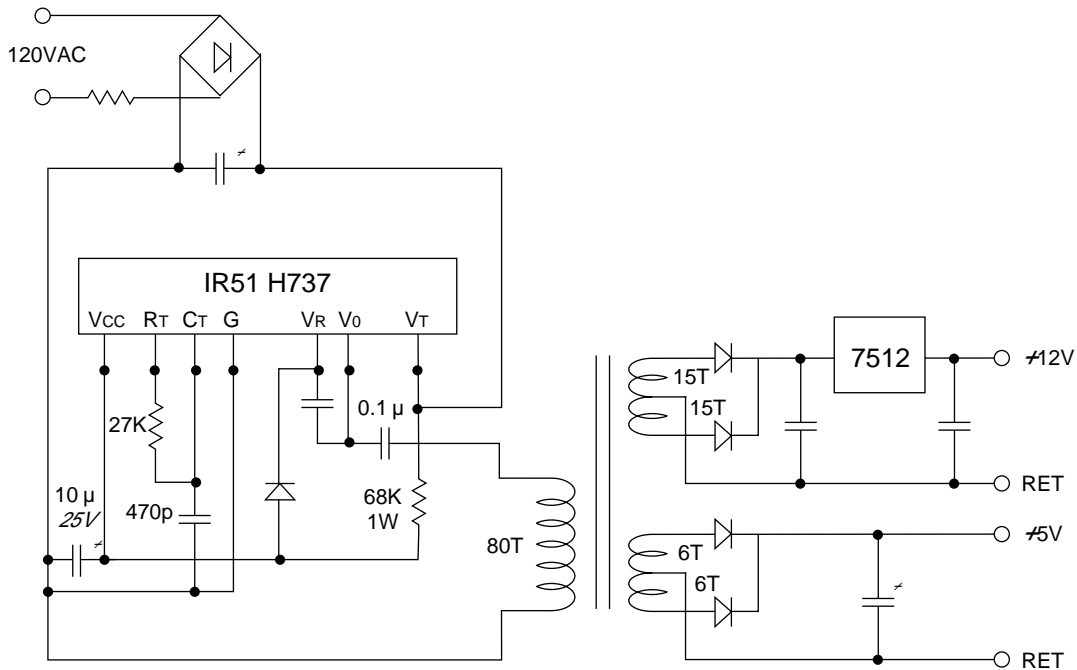 120VAC
IR51 H737
VCC RT CT G VR V0 VT
27K
0.1 μ
10 μ
25V
470p
68K
1W
80T
15T
15T
7512
≁12V
RET
6T
6T
≁5V
RET